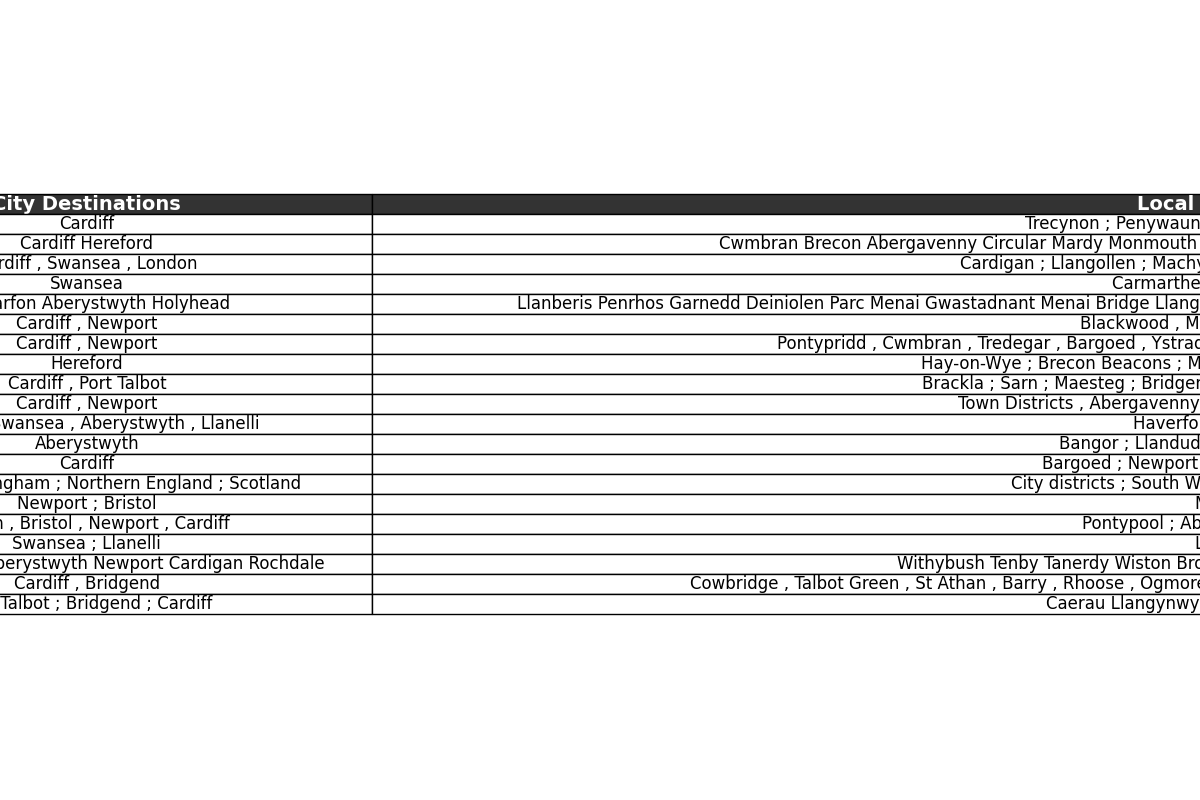 City Destinations Local
Cardiff Trecynon ; Penywaun
Cardiff Hereford Cwmbran Brecon Abergavenny Circular Mardy Monmouth
rdiff , Swansea , London Cardigan ; Llangollen ; Machy
Swansea Carmarthe
arfon Aberystwyth Holyhead Llanberis Penrhos Garnedd Deiniolen Parc Menai Gwastadnant Menai Bridge Llang
Cardiff , Newport Blackwood , M
Cardiff , Newport Pontypridd , Cwmbran , Tredegar , Bargoed , Ystrad
Hereford Hay-on-Wye ; Brecon Beacons ; M
Cardiff , Port Talbot Brackla ; Sarn ; Maesteg ; Bridgen
Cardiff , Newport Town Districts , Abergavenny
wansea , Aberystwyth , Llanelli Haverfo
Aberystwyth Bangor ; Llandud
Cardiff Bargoed ; Newport
ngham ; Northern England ; Scotland City districts ; South W
Newport ; Bristol N
n , Bristol , Newport , Cardiff Pontypool ; Ab
Swansea ; Llanelli L
berystwyth Newport Cardigan Rochdale Withybush Tenby Tanerdy Wiston Bro
Cardiff , Bridgend Cowbridge , Talbot Green , St Athan , Barry , Rhoose , Ogmore
Talbot ; Bridgend ; Cardiff Caerau Llangynwy